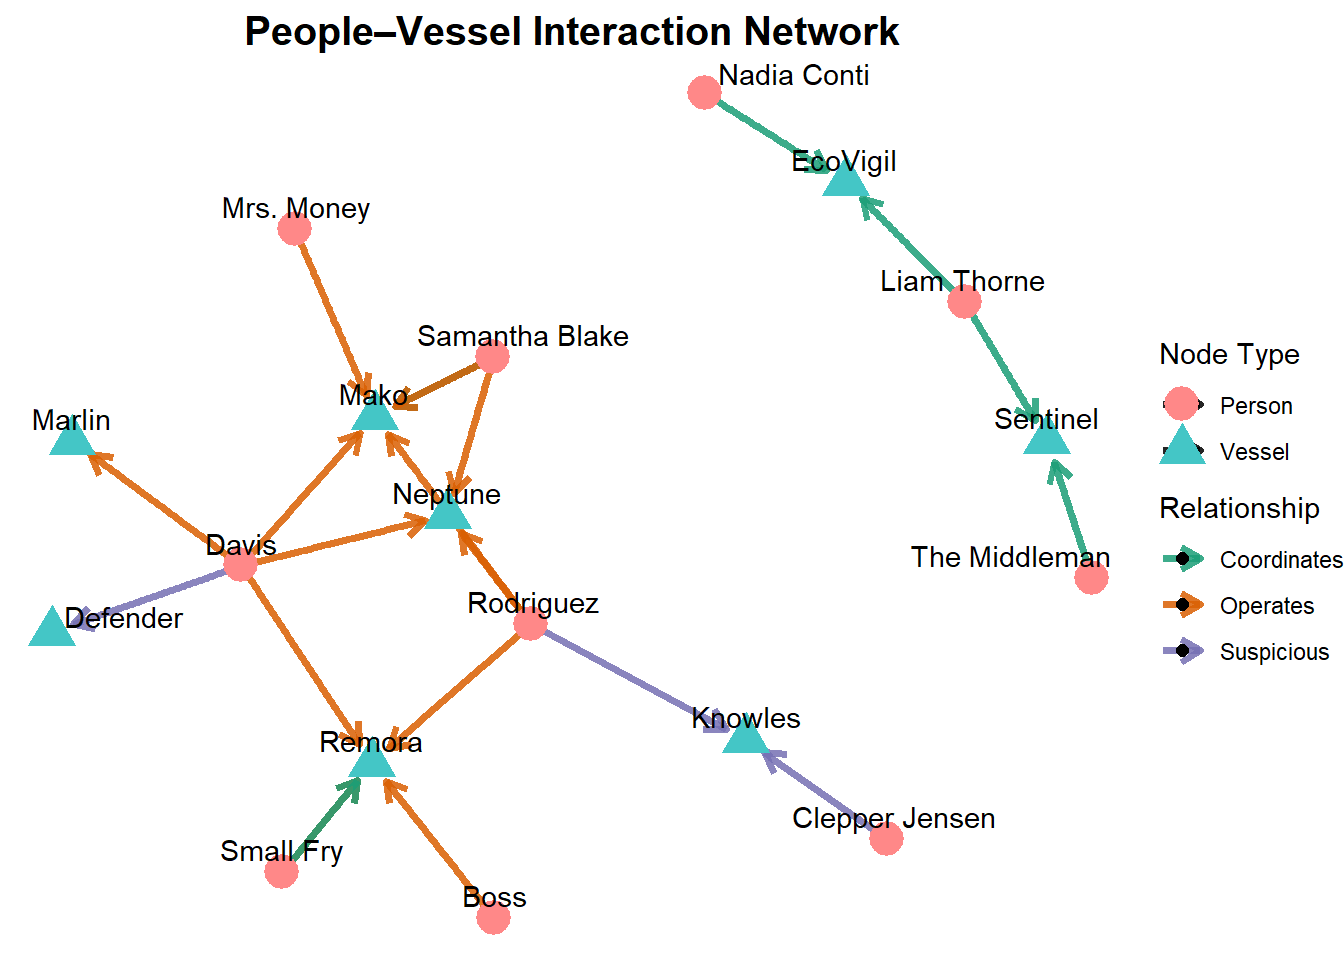 People–Vessel Interaction Network
Nadia Conti
EcoVigil
Mrs. Money
Liam Thorne
Samantha Blake
Mako
Marlin
Sentinel
Neptune
Davis
The Middleman
Defender
Rodriguez
Knowles
Remora
Clepper Jensen
Small Fry
Boss
Node Type
Person
Vessel
Relationship
Coordinates
Operates
Suspicious